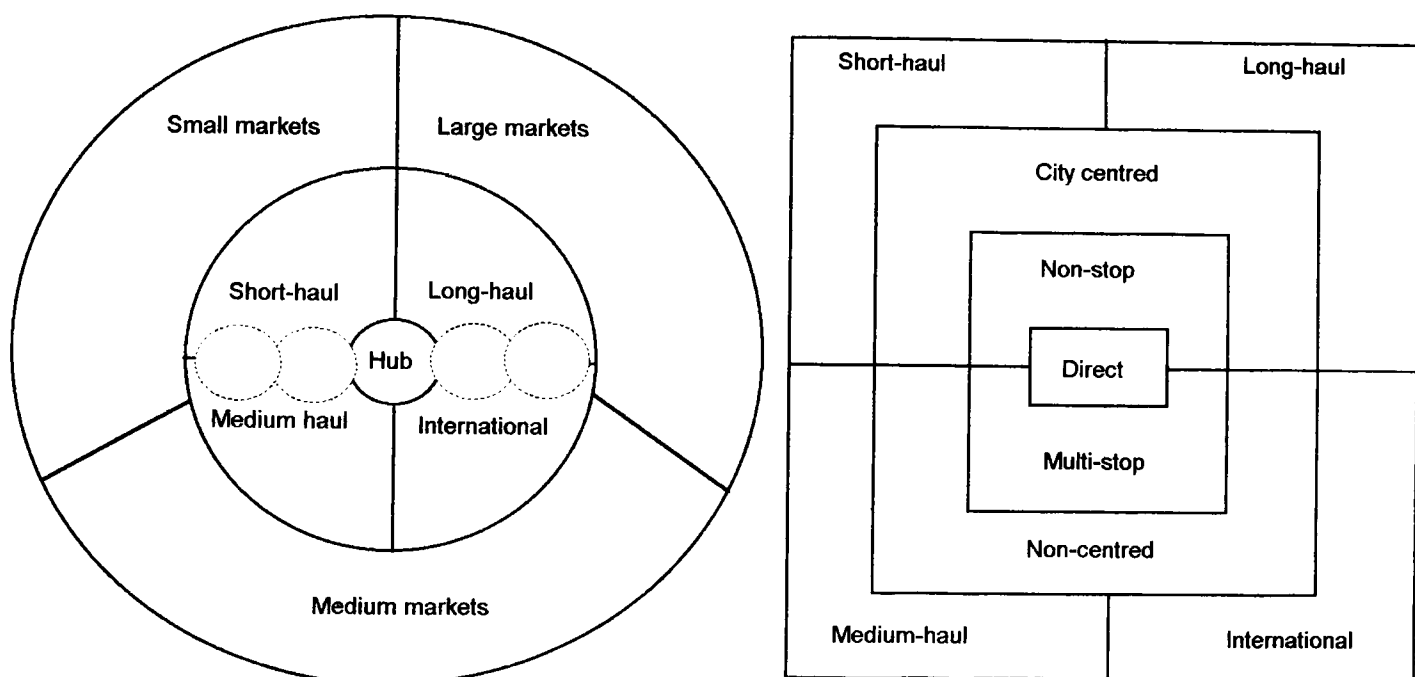 Small markets
Large markets
Short-haul
Long-haul
Hub
Medium haul
International
Medium markets
Short-haul
Long-haul
City centred
Non-stop
Direct
Multi-stop
Non-centred
Medium-haul
International